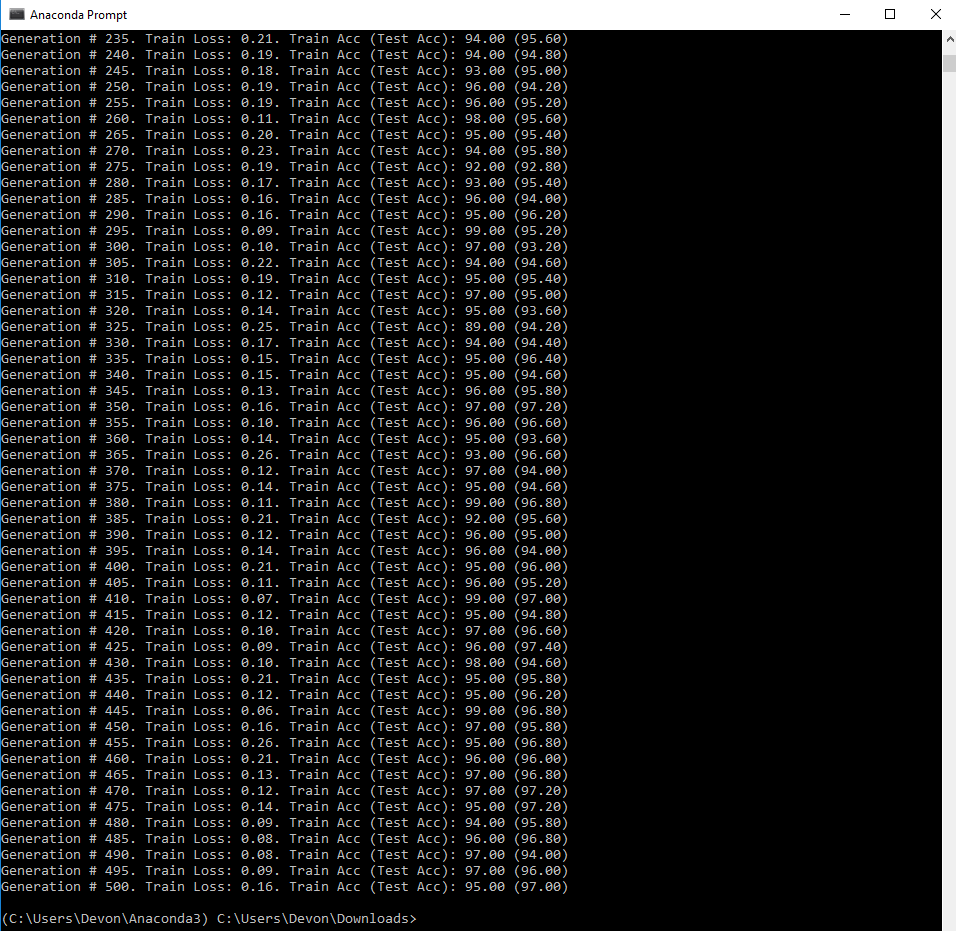 Anaconda Prompt
Generation # 235. Train Loss: 0.21. Train Acc (Test Acc): 94.00 (95.60)
Generation # 240. Train Loss: 0.19. Train Acc (Test Acc): 94.00 (94.80)
Generation # 245. Train Loss: 0.18. Train Acc (Test Acc): 93.00 (95.00)
Generation # 250. Train Loss: 0.19. Train Acc (Test Acc): 96.00 (94.20)
Generation # 255. Train Loss: 0.19. Train Acc (Test Acc): 96.00 (95.20)
Generation # 260. Train Loss: 0.11. Train Acc (Test Acc): 98.00 (95.60)
Generation # 265. Train Loss: 0.20. Train Acc (Test Acc): 95.00 (95.40)
Generation # 270. Train Loss: 0.23. Train Acc (Test Acc): 94.00 (95.80)
Generation # 275. Train Loss: 0.19. Train Acc (Test Acc): 92.00 (92.80)
Generation # 280. Train Loss: 0.17. Train Acc (Test Acc): 93.00 (95.40)
Generation # 285. Train Loss: 0.16. Train Acc (Test Acc): 96.00 (94.00)
Generation # 290. Train Loss: 0.16. Train Acc (Test Acc): 95.00 (96.20)
Generation # 295. Train Loss: 0.09. Train Acc (Test Acc): 99.00 (95.20)
Generation # 300. Train Loss: 0.10. Train Acc (Test Acc): 97.00 (93.20)
Generation # 305. Train Loss: 0.22. Train Acc (Test Acc): 94.00 (94.60)
Generation # 310. Train Loss: 0.19. Train Acc (Test Acc): 95.00 (95.40)
Generation # 315. Train Loss: 0.12. Train Acc (Test Acc): 97.00 (95.00)
Generation # 320. Train Loss: 0.14. Train Acc (Test Acc): 95.00 (93.60)
Generation # 325. Train Loss: 0.25. Train Acc (Test Acc): 89.00 (94.20)
Generation # 330. Train Loss: 0.17. Train Acc (Test Acc): 94.00 (94.40)
Generation # 335. Train Loss: 0.15. Train Acc (Test Acc): 95.00 (96.40)
Generation # 340. Train Loss: 0.15. Train Acc (Test Acc): 95.00 (94.60)
Generation # 345. Train Loss: 0.13. Train Acc (Test Acc): 96.00 (95.80)
Generation # 350. Train Loss: 0.16. Train Acc (Test Acc): 97.00 (97.20)
Generation # 355. Train Loss: 0.10. Train Acc (Test Acc): 96.00 (96.60)
Generation # 360. Train Loss: 0.14. Train Acc (Test Acc): 95.00 (93.60)
Generation # 365. Train Loss: 0.26. Train Acc (Test Acc): 93.00 (96.60)
Generation # 370. Train Loss: 0.12. Train Acc (Test Acc): 97.00 (94.00)
Generation # 375. Train Loss: 0.14. Train Acc (Test Acc): 95.00 (94.60)
Generation # 380. Train Loss: 0.11. Train Acc (Test Acc): 99.00 (96.80)
Generation # 385. Train Loss: 0.21. Train Acc (Test Acc): 92.00 (95.60)
Generation # 390. Train Loss: 0.12. Train Acc (Test Acc): 96.00 (95.00)
Generation # 395. Train Loss: 0.14. Train Acc (Test Acc): 96.00 (94.00)
Generation # 400. Train Loss: 0.21. Train Acc (Test Acc): 95.00 (96.00)
Generation # 405. Train Loss: 0.11. Train Acc (Test Acc): 96.00 (95.20)
Generation # 410. Train Loss: 0.07. Train Acc (Test Acc): 99.00 (97.00)
Generation # 415. Train Loss: 0.12. Train Acc (Test Acc): 95.00 (94.80)
Generation # 420. Train Loss: 0.10. Train Acc (Test Acc): 97.00 (96.60)
Generation # 425. Train Loss: 0.09. Train Acc (Test Acc): 96.00 (97.40)
Generation # 430. Train Loss: 0.10. Train Acc (Test Acc): 98.00 (94.60)
Generation # 435. Train Loss: 0.21. Train Acc (Test Acc): 95.00 (95.80)
Generation # 440. Train Loss: 0.12. Train Acc (Test Acc): 95.00 (96.20)
Generation # 445. Train Loss: 0.06. Train Acc (Test Acc): 99.00 (96.80)
Generation # 450. Train Loss: 0.16. Train Acc (Test Acc): 97.00 (95.80)
Generation # 455. Train Loss: 0.26. Train Acc (Test Acc): 95.00 (96.80)
Generation # 460. Train Loss: 0.21. Train Acc (Test Acc): 96.00 (96.00)
Generation # 465. Train Loss: 0.13. Train Acc (Test Acc): 97.00 (96.80)
Generation # 470. Train Loss: 0.12. Train Acc (Test Acc): 97.00 (97.20)
Generation # 475. Train Loss: 0.14. Train Acc (Test Acc): 95.00 (97.20)
Generation # 480. Train Loss: 0.09. Train Acc (Test Acc): 94.00 (95.80)
Generation # 485. Train Loss: 0.08. Train Acc (Test Acc): 96.00 (96.80)
Generation # 490. Train Loss: 0.08. Train Acc (Test Acc): 97.00 (94.00)
Generation # 495. Train Loss: 0.09. Train Acc (Test Acc): 97.00 (96.00)
Generation # 500. Train Loss: 0.16. Train Acc (Test Acc): 95.00 (97.00)
(C:\Users\Devon\Anaconda3) C:\Users\Devon\Downloads>